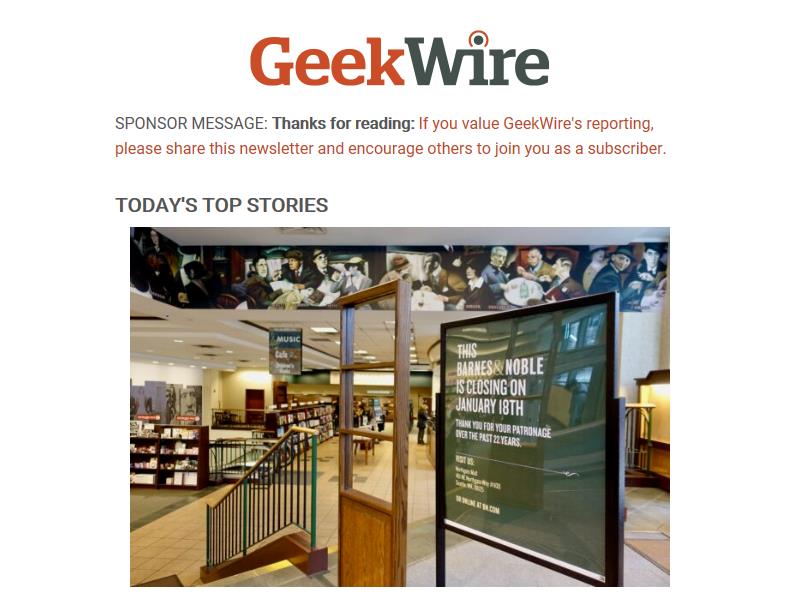 GeekWire
SPONSOR MESSAGE: Thanks for reading: If you value GeekWire's reporting,
please share this newsletter and encourage others to join you as a subscriber.
TODAY'S TOP STORIES
MUSIC
Cafe
THIS
BARNES & NOBLE
IS CLOSING ON
JANUARY 18TH
THANK YOU FOR YOUR PATRONAGE
OVER THE PAST 22 YEARS.
VISIT US:
Northgate Mall
Seattle, WA
OR ONLINE AT BN.COM